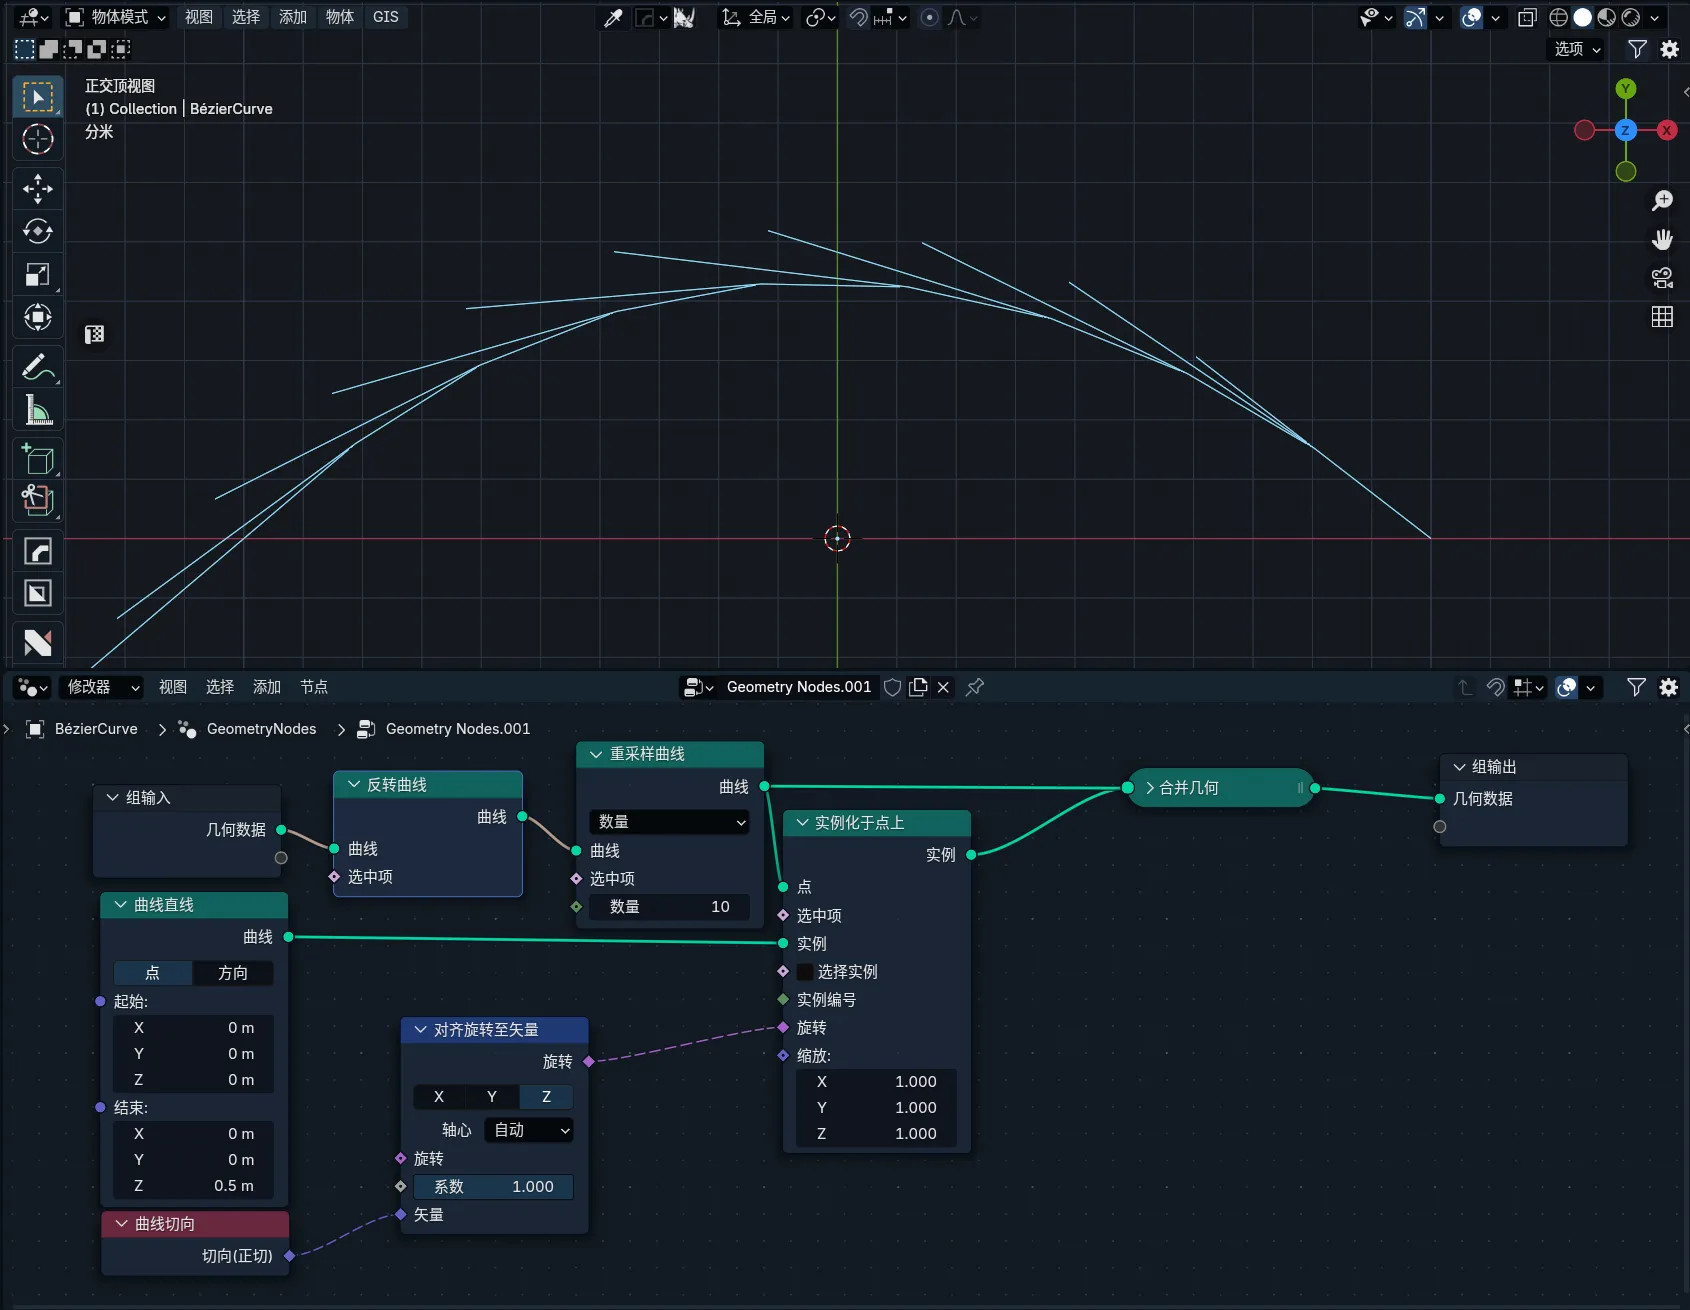 物体模式 视图 选择 添加 物体 GIS 全局
选项
正交顶视图
(1) Collection | BézierCurve
分米
Y
Z X
修改器 视图 选择 添加 节点 Geometry Nodes.001
BézierCurve GeometryNodes Geometry Nodes.001
组输入
几何数据
反转曲线
曲线
曲线
选中项
重采样曲线
曲线
数量
曲线
选中项
数量 10
合并几何
组输出
几何数据
曲线直线
曲线
点 方向
起始:
X 0 m
Y 0 m
Z 0 m
结束:
X 0 m
Y 0 m
Z 0.5 m
曲线切向
切向(正切)
对齐旋转至矢量
旋转
X Y Z
轴心 自动
旋转
系数 1.000
矢量
实例化于点上
实例
点
选中项
实例
选择实例
实例编号
旋转
缩放:
X 1.000
Y 1.000
Z 1.000